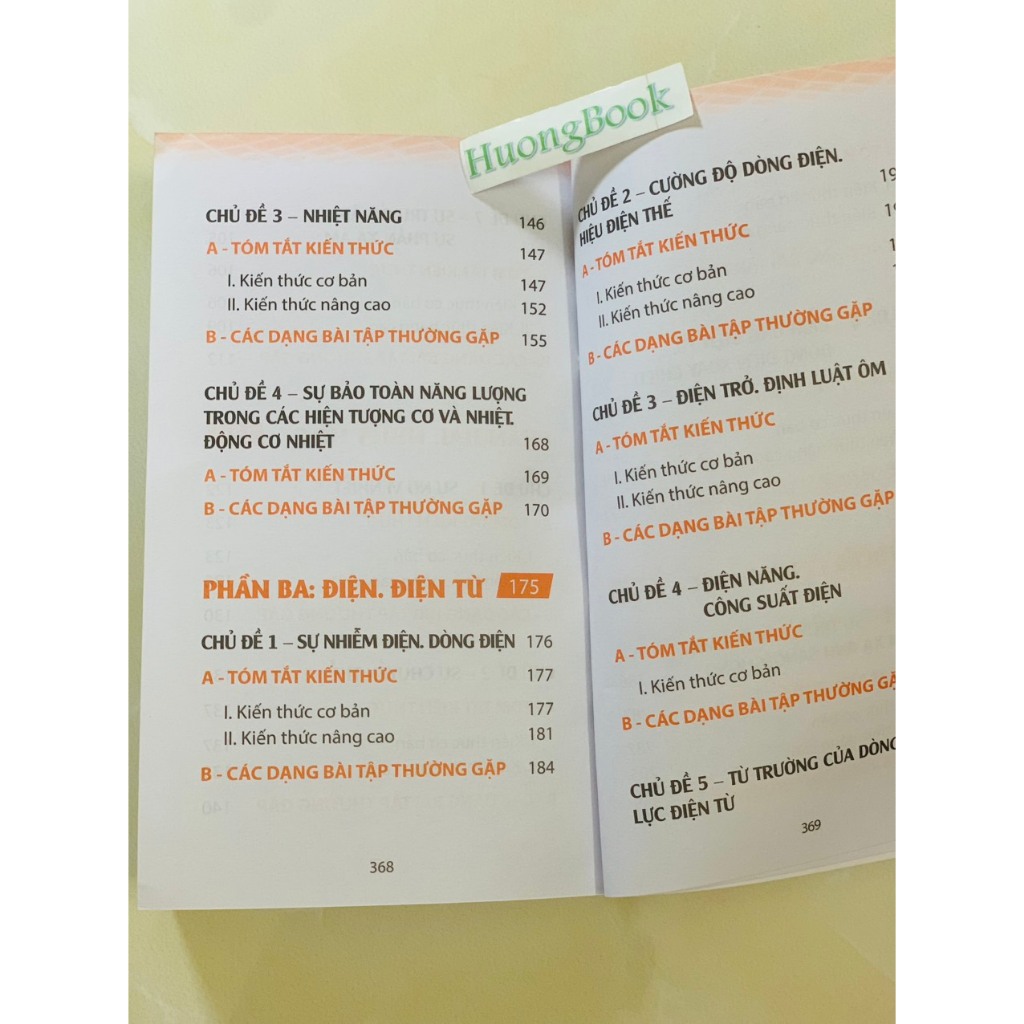 HuongBook
CHỦ ĐỀ 3 – NHIỆT NĂNG 146
A - TÓM TẮT KIẾN THỨC 147
I. Kiến thức cơ bản 147
II. Kiến thức nâng cao 152
B - CÁC DẠNG BÀI TẬP THƯỜNG GẶP 155
CHỦ ĐỀ 4 – SỰ BẢO TOÀN NĂNG LƯỢNG
TRONG CÁC HIỆN TƯỢNG CƠ VÀ NHIỆT.
ĐỘNG CƠ NHIỆT 168
A - TÓM TẮT KIẾN THỨC 169
B - CÁC DẠNG BÀI TẬP THƯỜNG GẶP 170
PHẦN BA: ĐIỆN. ĐIỆN TỪ 175
CHỦ ĐỀ 1 – SỰ NHIỄM ĐIỆN. DÒNG ĐIỆN 176
A - TÓM TẮT KIẾN THỨC 177
I. Kiến thức cơ bản 177
II. Kiến thức nâng cao 181
B - CÁC DẠNG BÀI TẬP THƯỜNG GẶP 184
368
CHỦ ĐỀ 2 – CƯỜNG ĐỘ DÒNG ĐIỆN.
HIỆU ĐIỆN THẾ
A - TÓM TẮT KIẾN THỨC
I. Kiến thức cơ bản
II. Kiến thức nâng cao
B - CÁC DẠNG BÀI TẬP THƯỜNG GẶP
CHỦ ĐỀ 3 – ĐIỆN TRỞ. ĐỊNH LUẬT ÔM
A - TÓM TẮT KIẾN THỨC
I. Kiến thức cơ bản
II. Kiến thức nâng cao
B - CÁC DẠNG BÀI TẬP THƯỜNG GẶP
CHỦ ĐỀ 4 – ĐIỆN NĂNG.
CÔNG SUẤT ĐIỆN
A - TÓM TẮT KIẾN THỨC
I. Kiến thức cơ bản
B - CÁC DẠNG BÀI TẬP THƯỜNG
CHỦ ĐỀ 5 – TỪ TRƯỜNG CỦA DÒNG
LỰC ĐIỆN TỪ
369